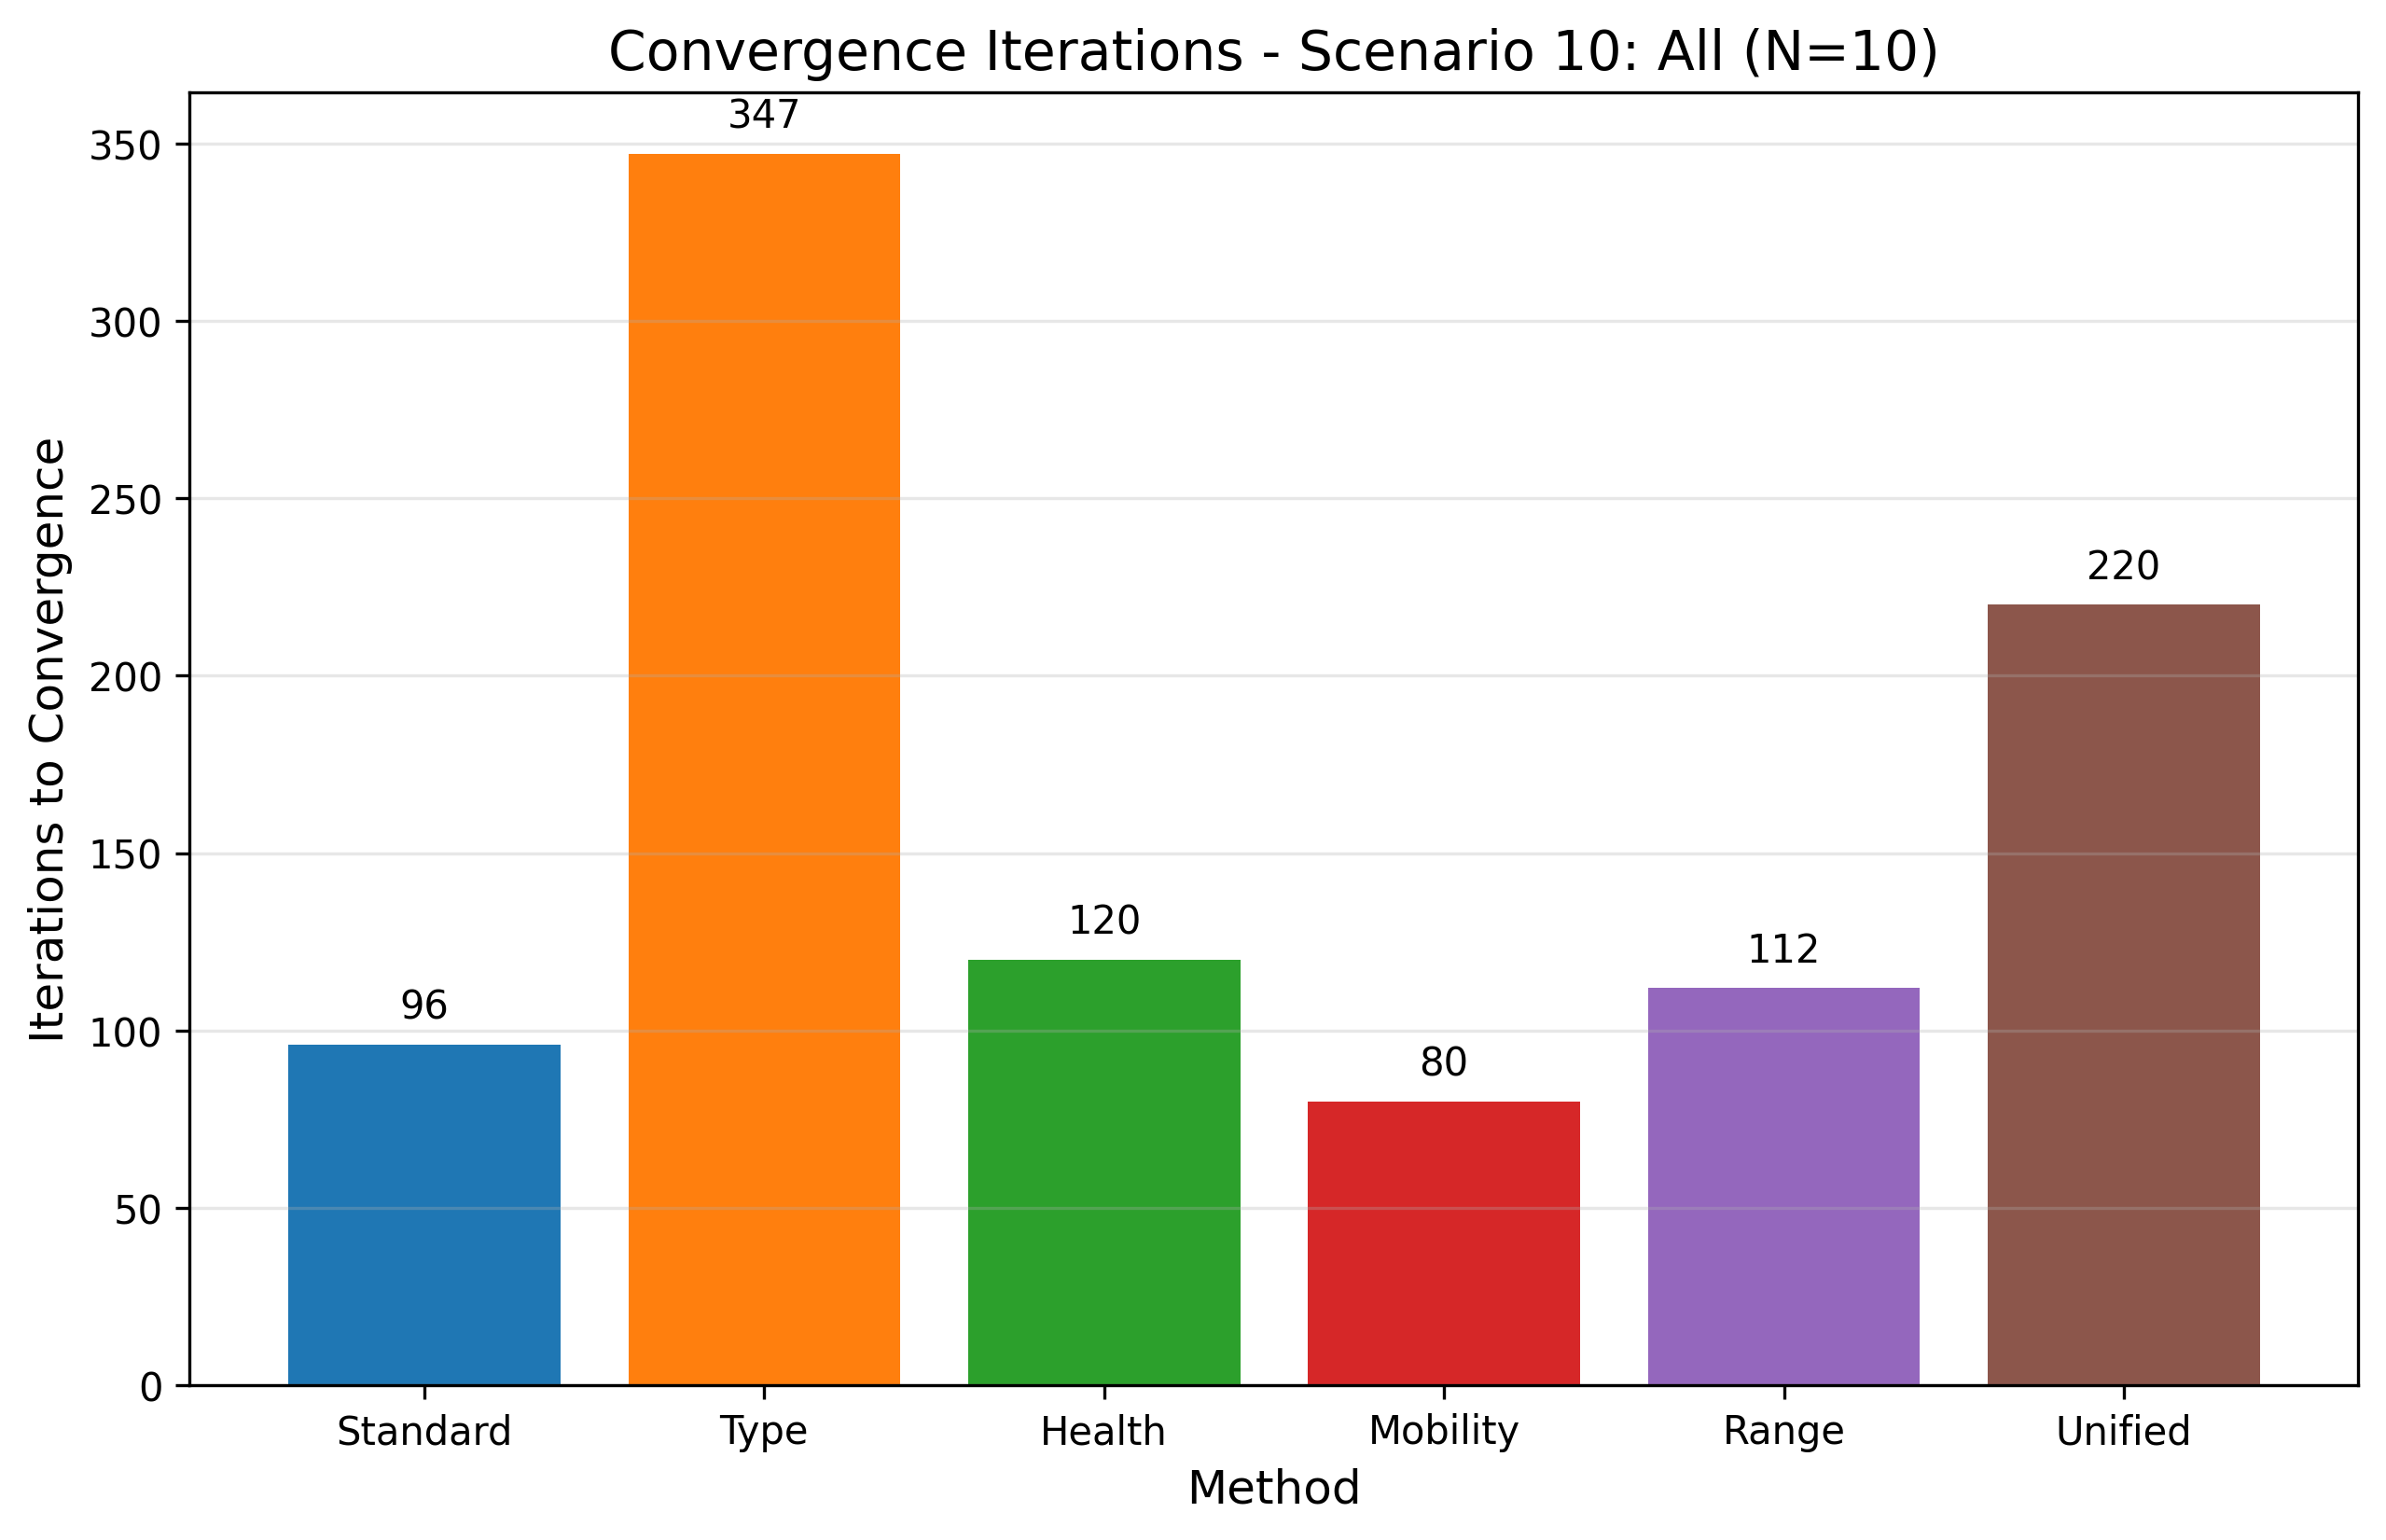 Convergence Iterations - Scenario 10: All (N=10)
Iterations to Convergence
350
300
250
200
150
100
50
0
96
347
120
80
112
220
Standard
Type
Health
Mobility
Range
Unified
Method